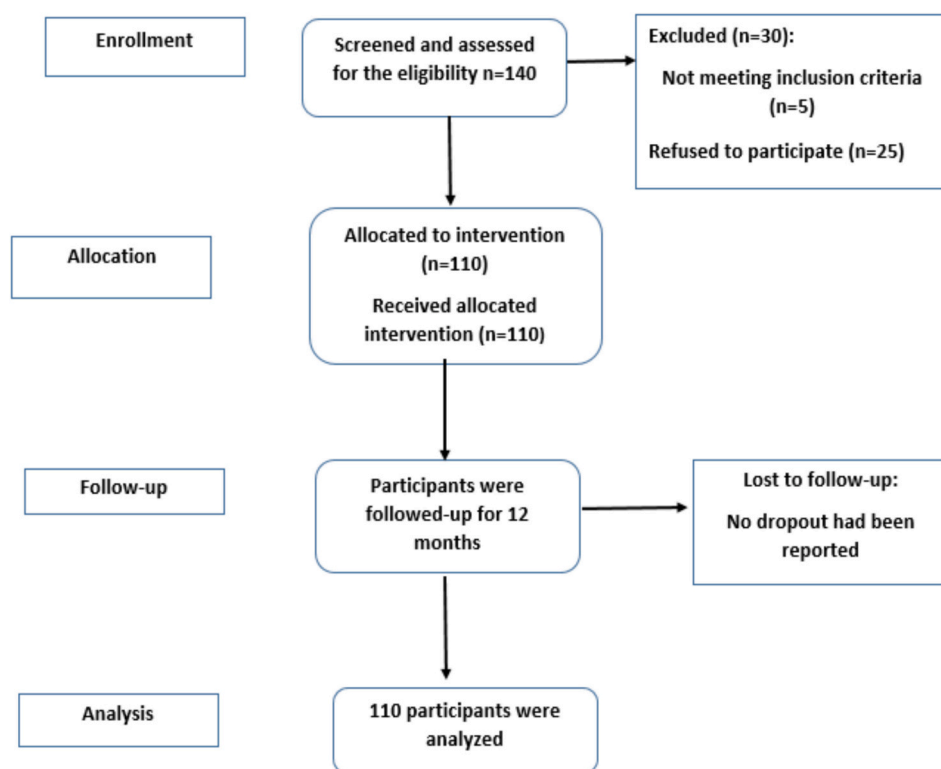 Enrollment
Screened and assessed
for the eligibility n=140
Excluded (n=30):
Not meeting inclusion criteria
(n=5)
Refused to participate (n=25)
Allocation
Allocated to intervention
(n=110)
Received allocated
intervention (n=110)
Follow-up
Participants were
followed-up for 12
months
Lost to follow-up:
No dropout had been
reported
Analysis
110 participants were
analyzed